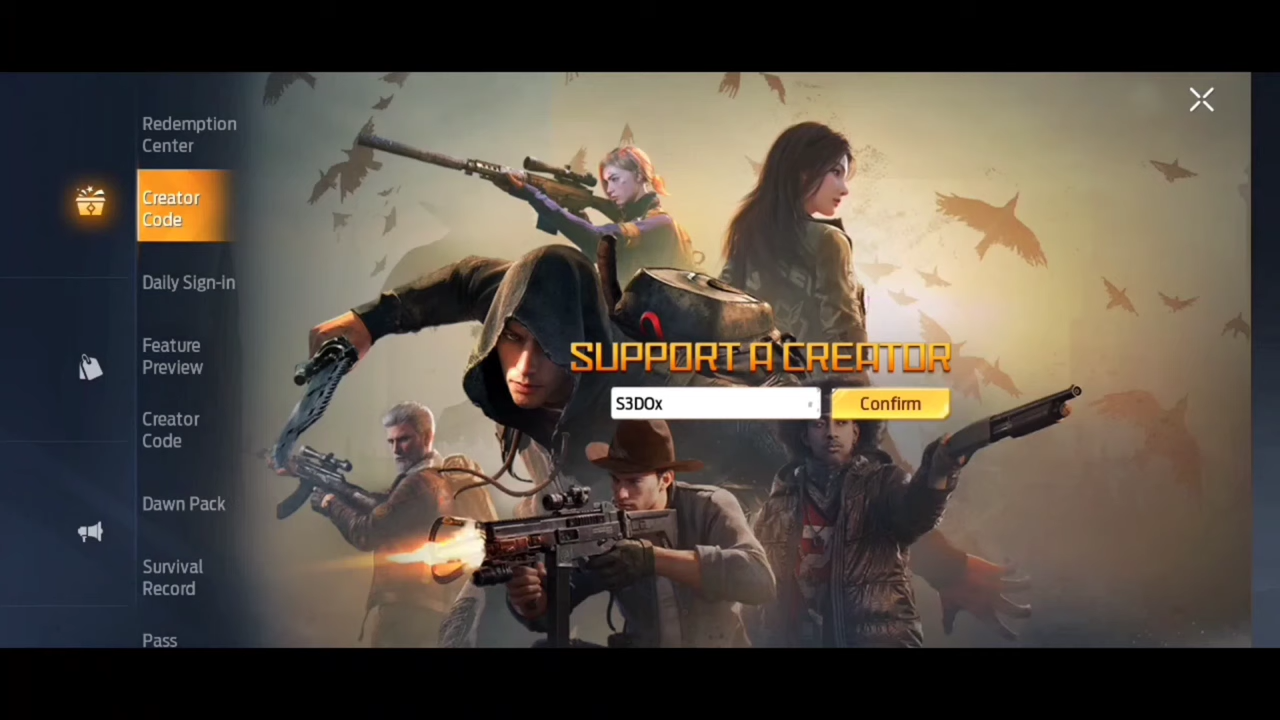 Redemption
Center
Creator
Code
Daily Sign-In
Feature
Preview
Creator
Code
Dawn Pack
Survival
Record
Pass
SUPPORT A CREATOR
S3DOx
Confirm